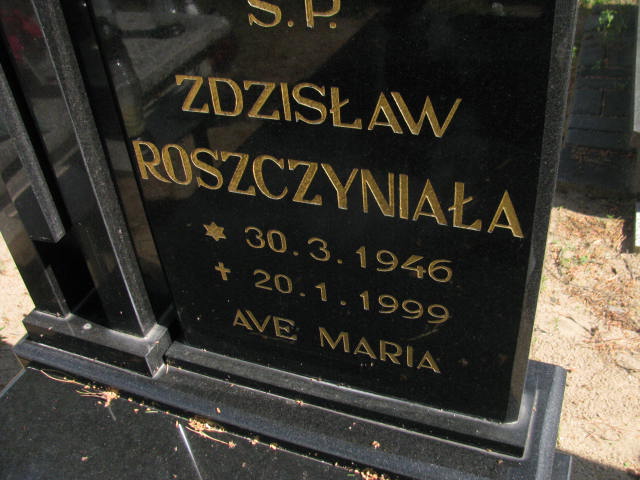 Ś.P.
ZDZISŁAW
ROSZCZYNIAŁA
* 30.3.1946
✝ 20.1.1999
AVE MARIA